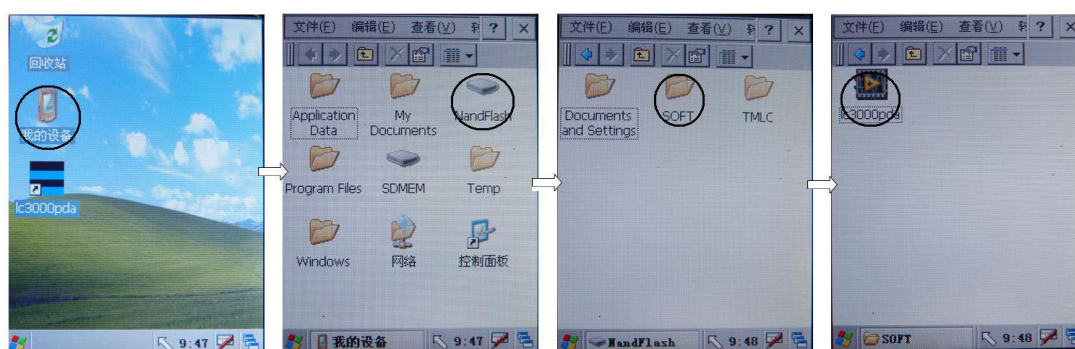 回收站
我的设备
lc3000pda
9:47
文件(F) 编辑(E) 查看(V) ?
Application Data
My Documents
NandFlash
Program Files
SDMEM
Temp
Windows
网络
控制面板
我的设备
9:47
文件(F) 编辑(E) 查看(V) ?
Documents and Settings
SOFT
TMLC
NandFlash
9:48
文件(F) 编辑(E) 查看(V) ?
lc3000pda
SOFT
9:48